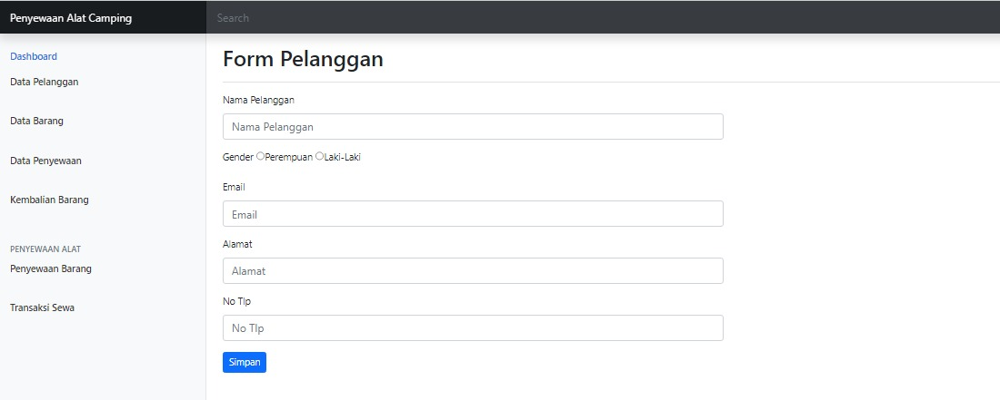 Penyewaan Alat Camping
Search
Dashboard
Data Pelanggan
Data Barang
Data Penyewaan
Kembalian Barang
PENYEWAAN ALAT
Penyewaan Barang
Transaksi Sewa
Form Pelanggan
Nama Pelanggan
Nama Pelanggan
Gender Perempuan Laki-Laki
Email
Email
Alamat
Alamat
No Tlp
No Tlp
Simpan